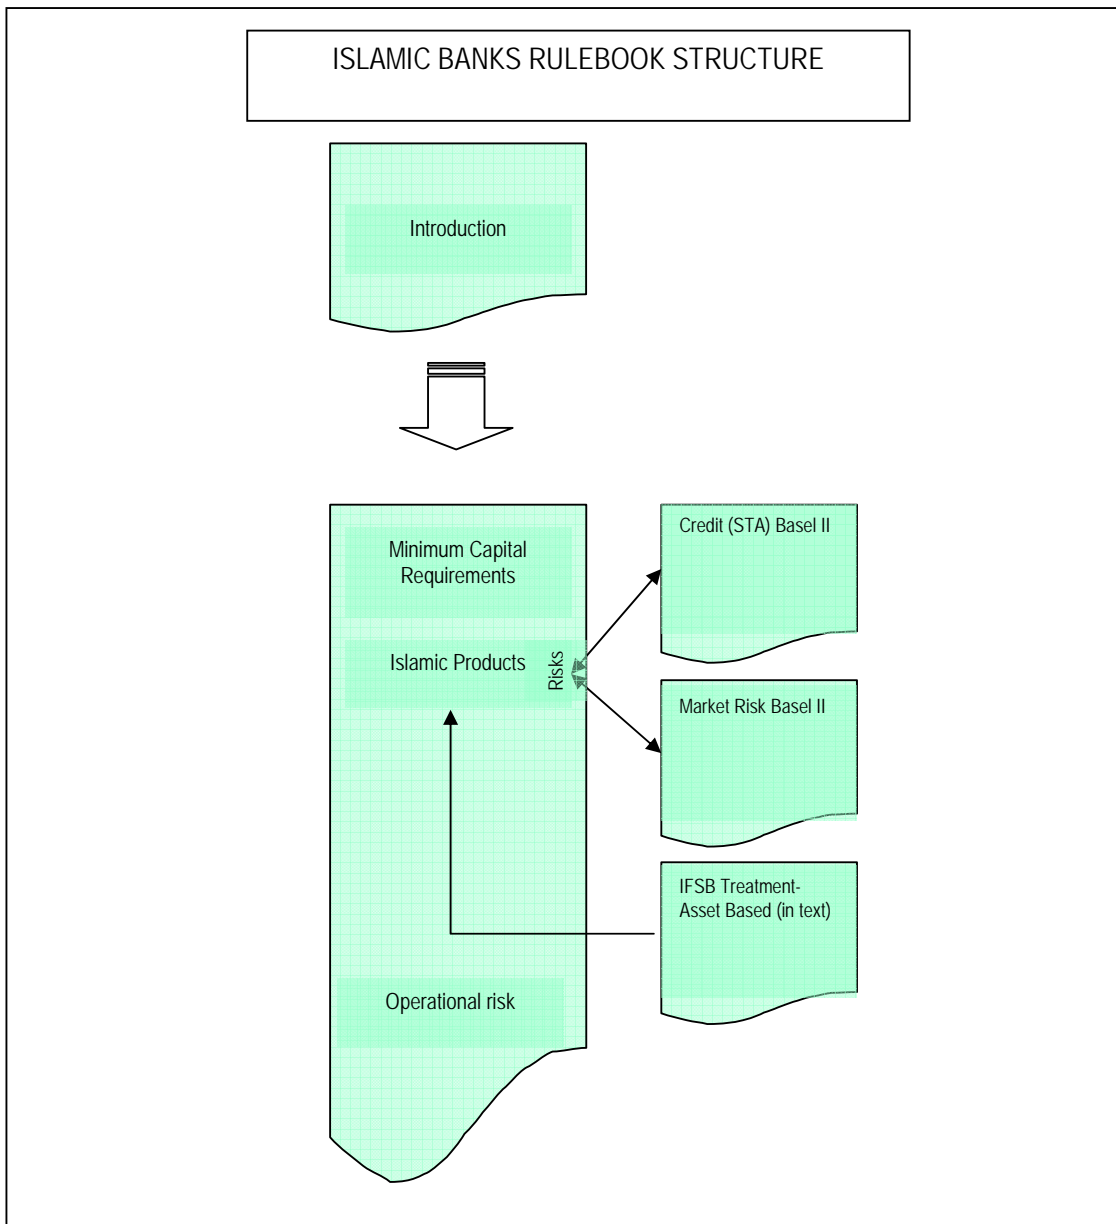 ISLAMIC BANKS RULEBOOK STRUCTURE
Introduction
Minimum Capital
Requirements
Islamic Products
Risks
Operational risk
Credit (STA) Basel II
Market Risk Basel II
IFSB Treatment-
Asset Based (in text)